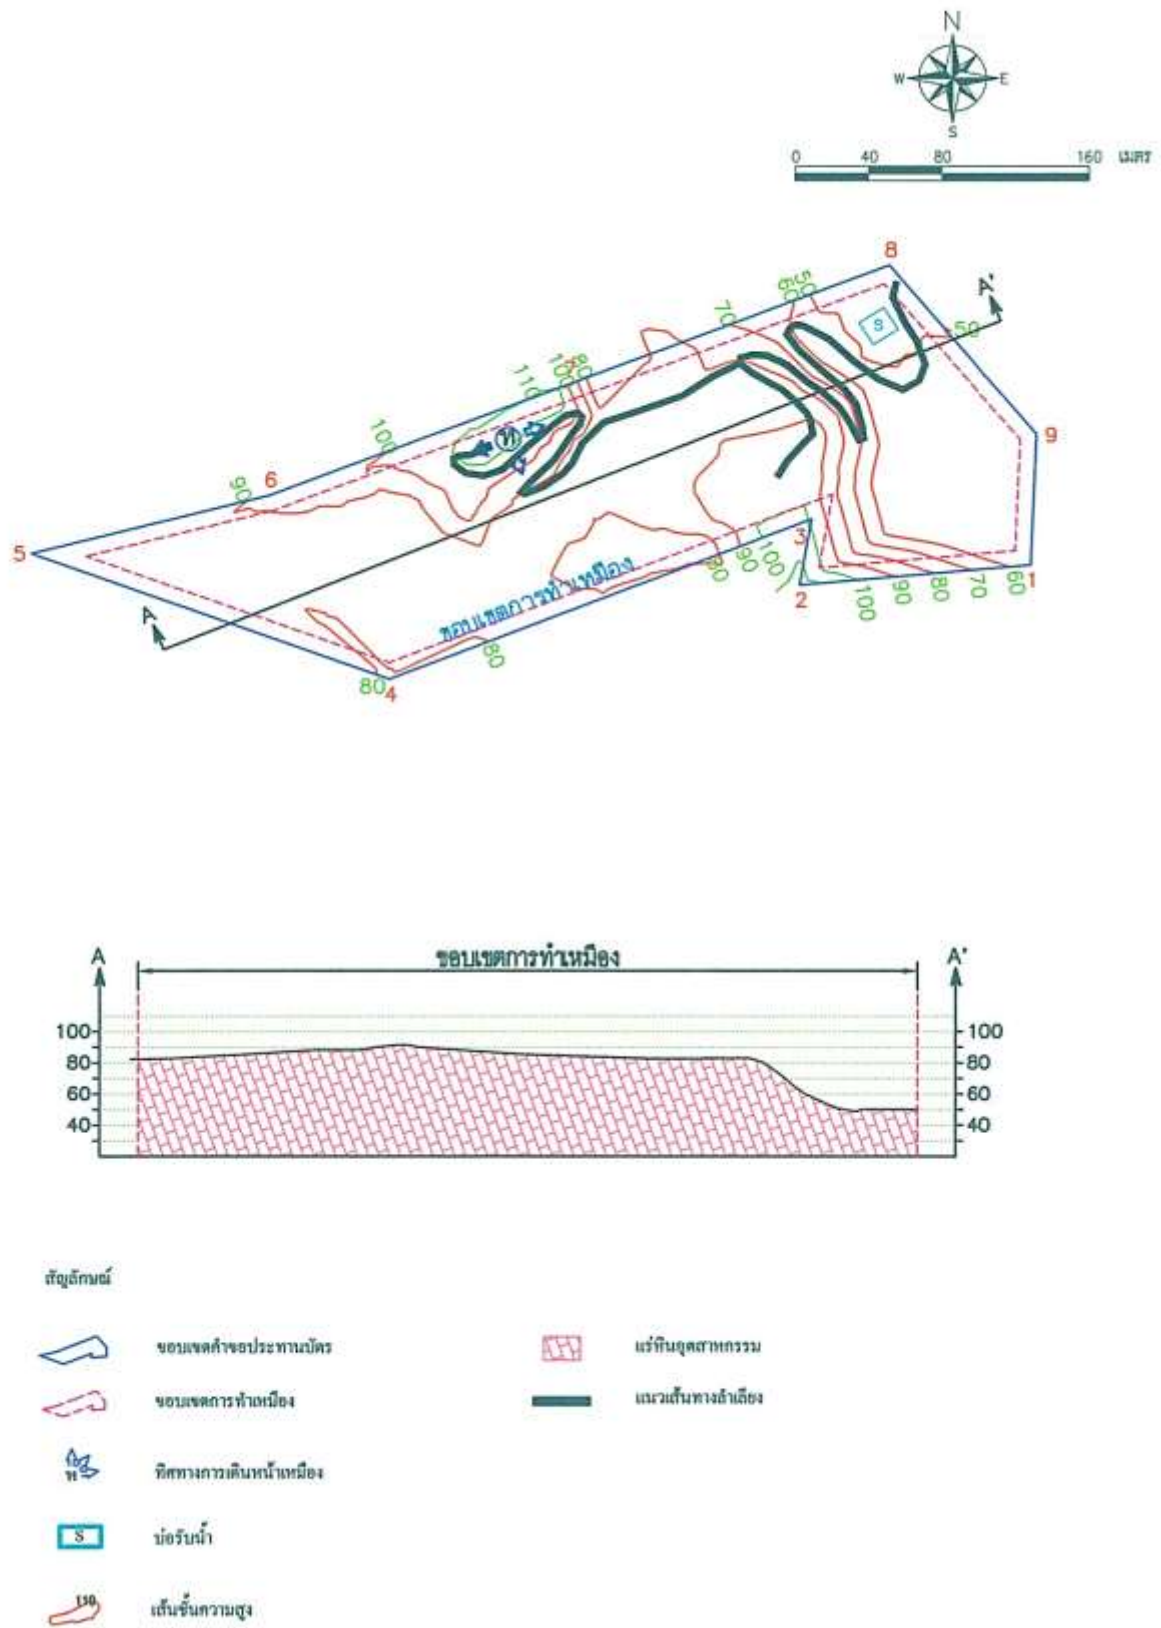 N
W E
S
0 40 80 160 เมตร
8
A'
50
60
50
70
80
100
110
100
6
90
9
5
3
100
90
80
2
100
90
80
70
60
1
A
ขอบเขตการทำเหมือง
80
80
4
ท
S
A ขอบเขตการทำเหมือง A'
100 100
80 80
60 60
40 40
สัญลักษณ์
ขอบเขตคำขอประทานบัตร แร่หินอุตสาหกรรม
ขอบเขตการทำเหมือง แนวเส้นทางลำเลียง
ท ทิศทางการเดินหน้าเหมือง
S บ่อรับน้ำ
110 เส้นชั้นความสูง